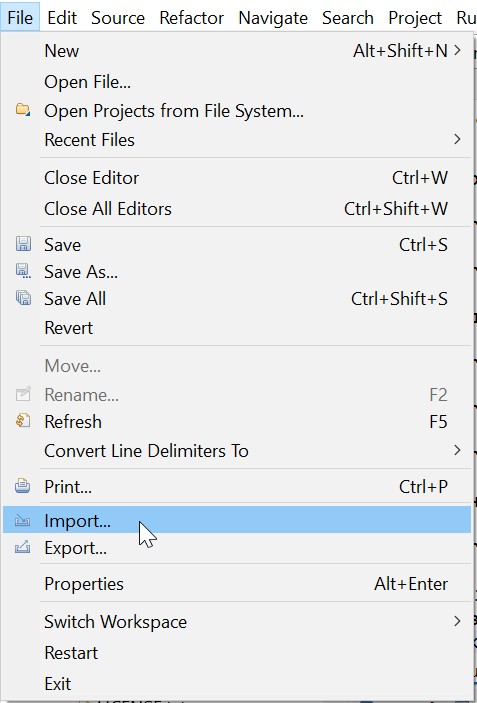 File Edit Source Refactor Navigate Search Project Ru
New Alt+Shift+N
Open File...
Open Projects from File System...
Recent Files
Close Editor Ctrl+W
Close All Editors Ctrl+Shift+W
Save Ctrl+S
Save As...
Save All Ctrl+Shift+S
Revert
Move...
Rename... F2
Refresh F5
Convert Line Delimiters To
Print... Ctrl+P
Import...
Export...
Properties Alt+Enter
Switch Workspace
Restart
Exit